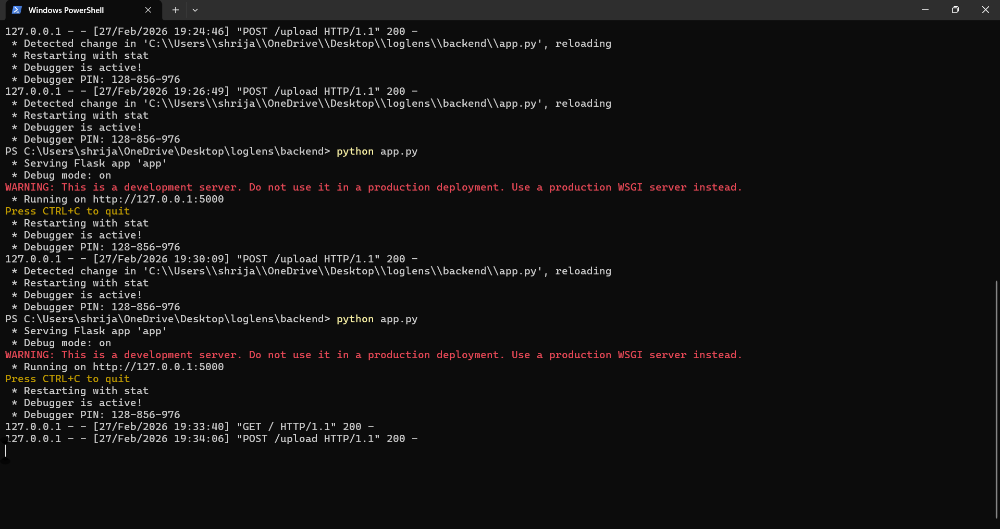 Windows PowerShell
127.0.0.1 - - [27/Feb/2026 19:24:46] "POST /upload HTTP/1.1" 200 -
 * Detected change in 'C:\\Users\\shrija\\OneDrive\\Desktop\\loglens\\backend\\app.py', reloading
 * Restarting with stat
 * Debugger is active!
 * Debugger PIN: 128-856-976
127.0.0.1 - - [27/Feb/2026 19:26:49] "POST /upload HTTP/1.1" 200 -
 * Detected change in 'C:\\Users\\shrija\\OneDrive\\Desktop\\loglens\\backend\\app.py', reloading
 * Restarting with stat
 * Debugger is active!
 * Debugger PIN: 128-856-976
PS C:\Users\shrija\OneDrive\Desktop\loglens\backend> python app.py
 * Serving Flask app 'app'
 * Debug mode: on
WARNING: This is a development server. Do not use it in a production deployment. Use a production WSGI server instead.
 * Running on http://127.0.0.1:5000
Press CTRL+C to quit
 * Restarting with stat
 * Debugger is active!
 * Debugger PIN: 128-856-976
127.0.0.1 - - [27/Feb/2026 19:30:09] "POST /upload HTTP/1.1" 200 -
 * Detected change in 'C:\\Users\\shrija\\OneDrive\\Desktop\\loglens\\backend\\app.py', reloading
 * Restarting with stat
 * Debugger is active!
 * Debugger PIN: 128-856-976
PS C:\Users\shrija\OneDrive\Desktop\loglens\backend> python app.py
 * Serving Flask app 'app'
 * Debug mode: on
WARNING: This is a development server. Do not use it in a production deployment. Use a production WSGI server instead.
 * Running on http://127.0.0.1:5000
Press CTRL+C to quit
 * Restarting with stat
 * Debugger is active!
 * Debugger PIN: 128-856-976
127.0.0.1 - - [27/Feb/2026 19:33:40] "GET / HTTP/1.1" 200 -
127.0.0.1 - - [27/Feb/2026 19:34:06] "POST /upload HTTP/1.1" 200 -